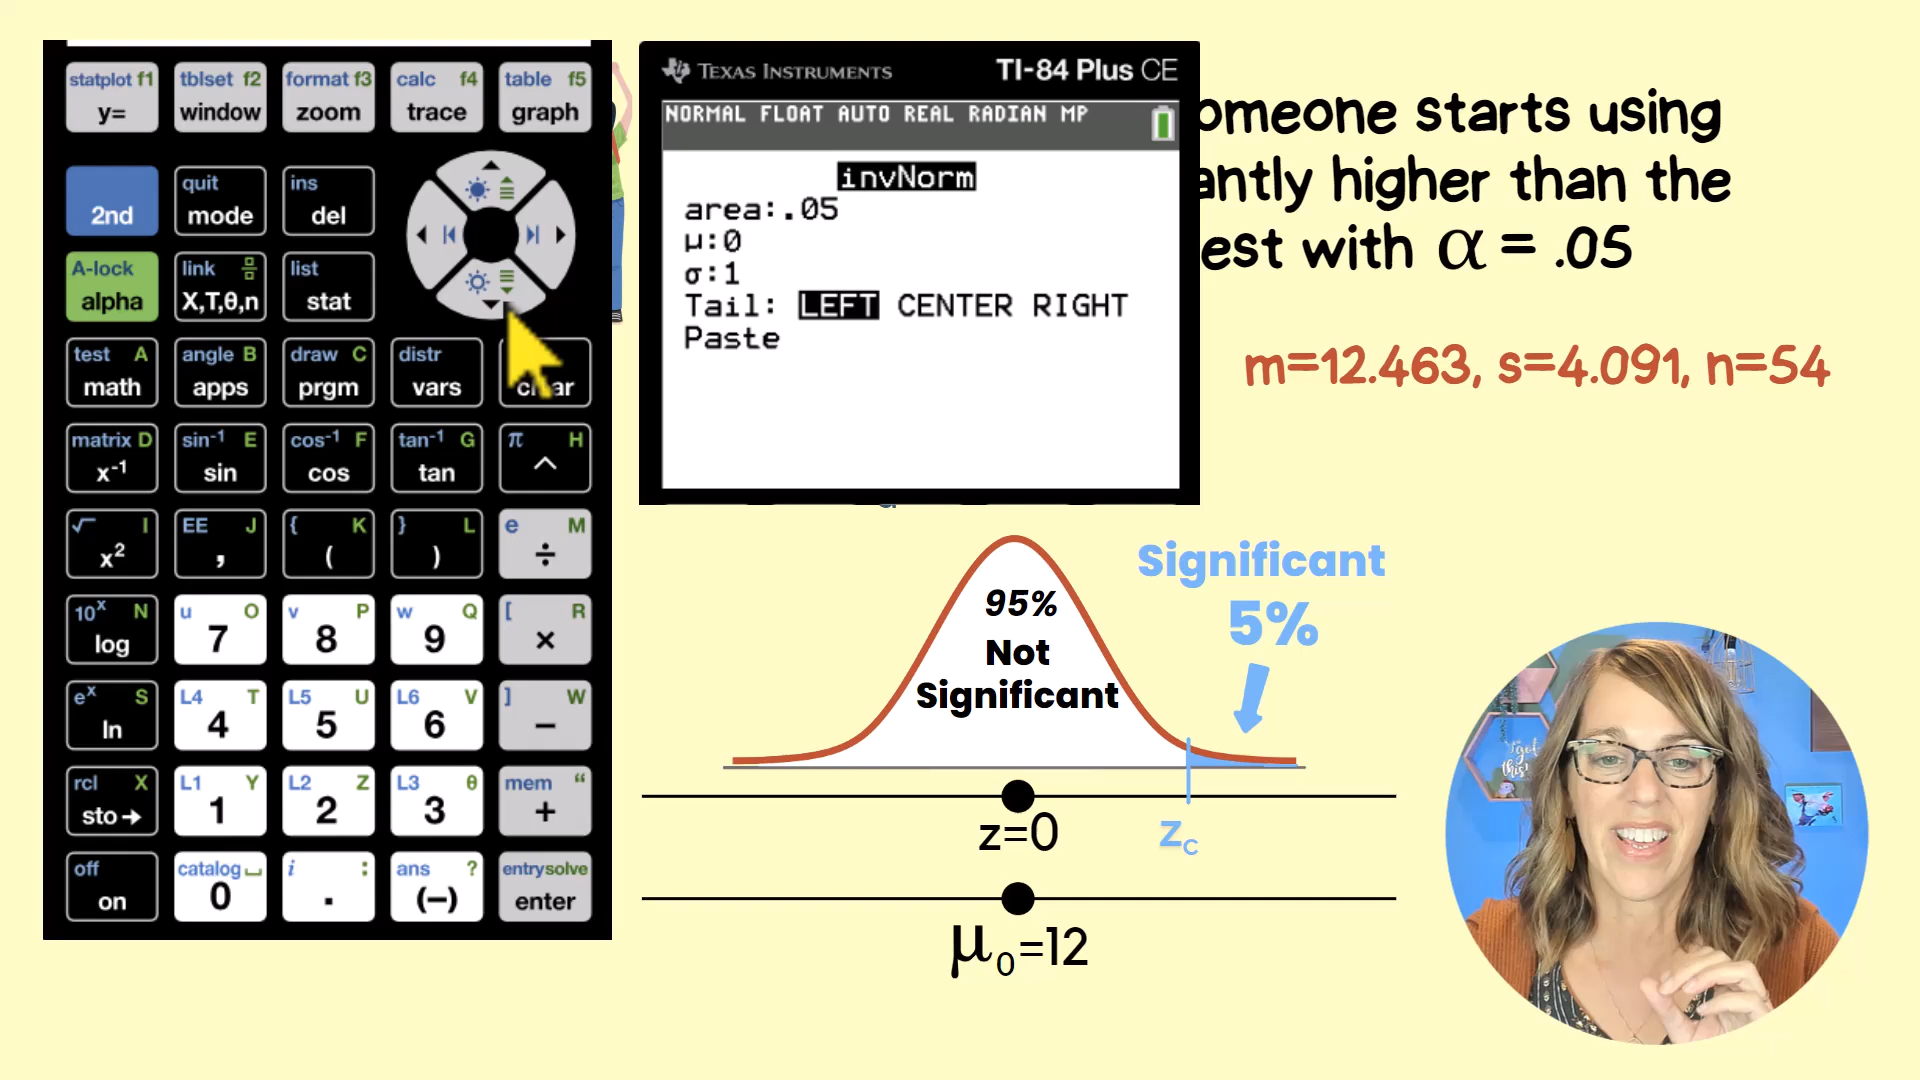 statplot f1 tblset f2 format f3 calc f4 table f5
y= window zoom trace graph
quit ins
2nd mode del
A-lock link list
alpha X,T,θ,n stat
test A angle B draw C distr
math apps prgm vars
matrix D sin-1 E cos-1 F tan-1 G π H
x-1 sin cos tan ^
√ I EE J { K } L e M
x2 , ( ) ÷
10x N u O v P w Q [ R
log 7 8 9 ×
ex S L4 T L5 U L6 V ] W
ln 4 5 6 −
rcl X L1 Y L2 Z L3 θ mem “
sto→ 1 2 3 +
off catalog i : ans ? entry solve
on 0 . (−) enter
TEXAS INSTRUMENTS TI-84 Plus CE
NORMAL FLOAT AUTO REAL RADIAN MP
invNorm
area:.05
μ:0
σ:1
Tail: LEFT CENTER RIGHT
Paste
omeone starts using
antly higher than the
est with α = .05
m=12.463, s=4.091, n=54
Significant
5%
95%
Not
Significant
z=0
zc
μ0=12